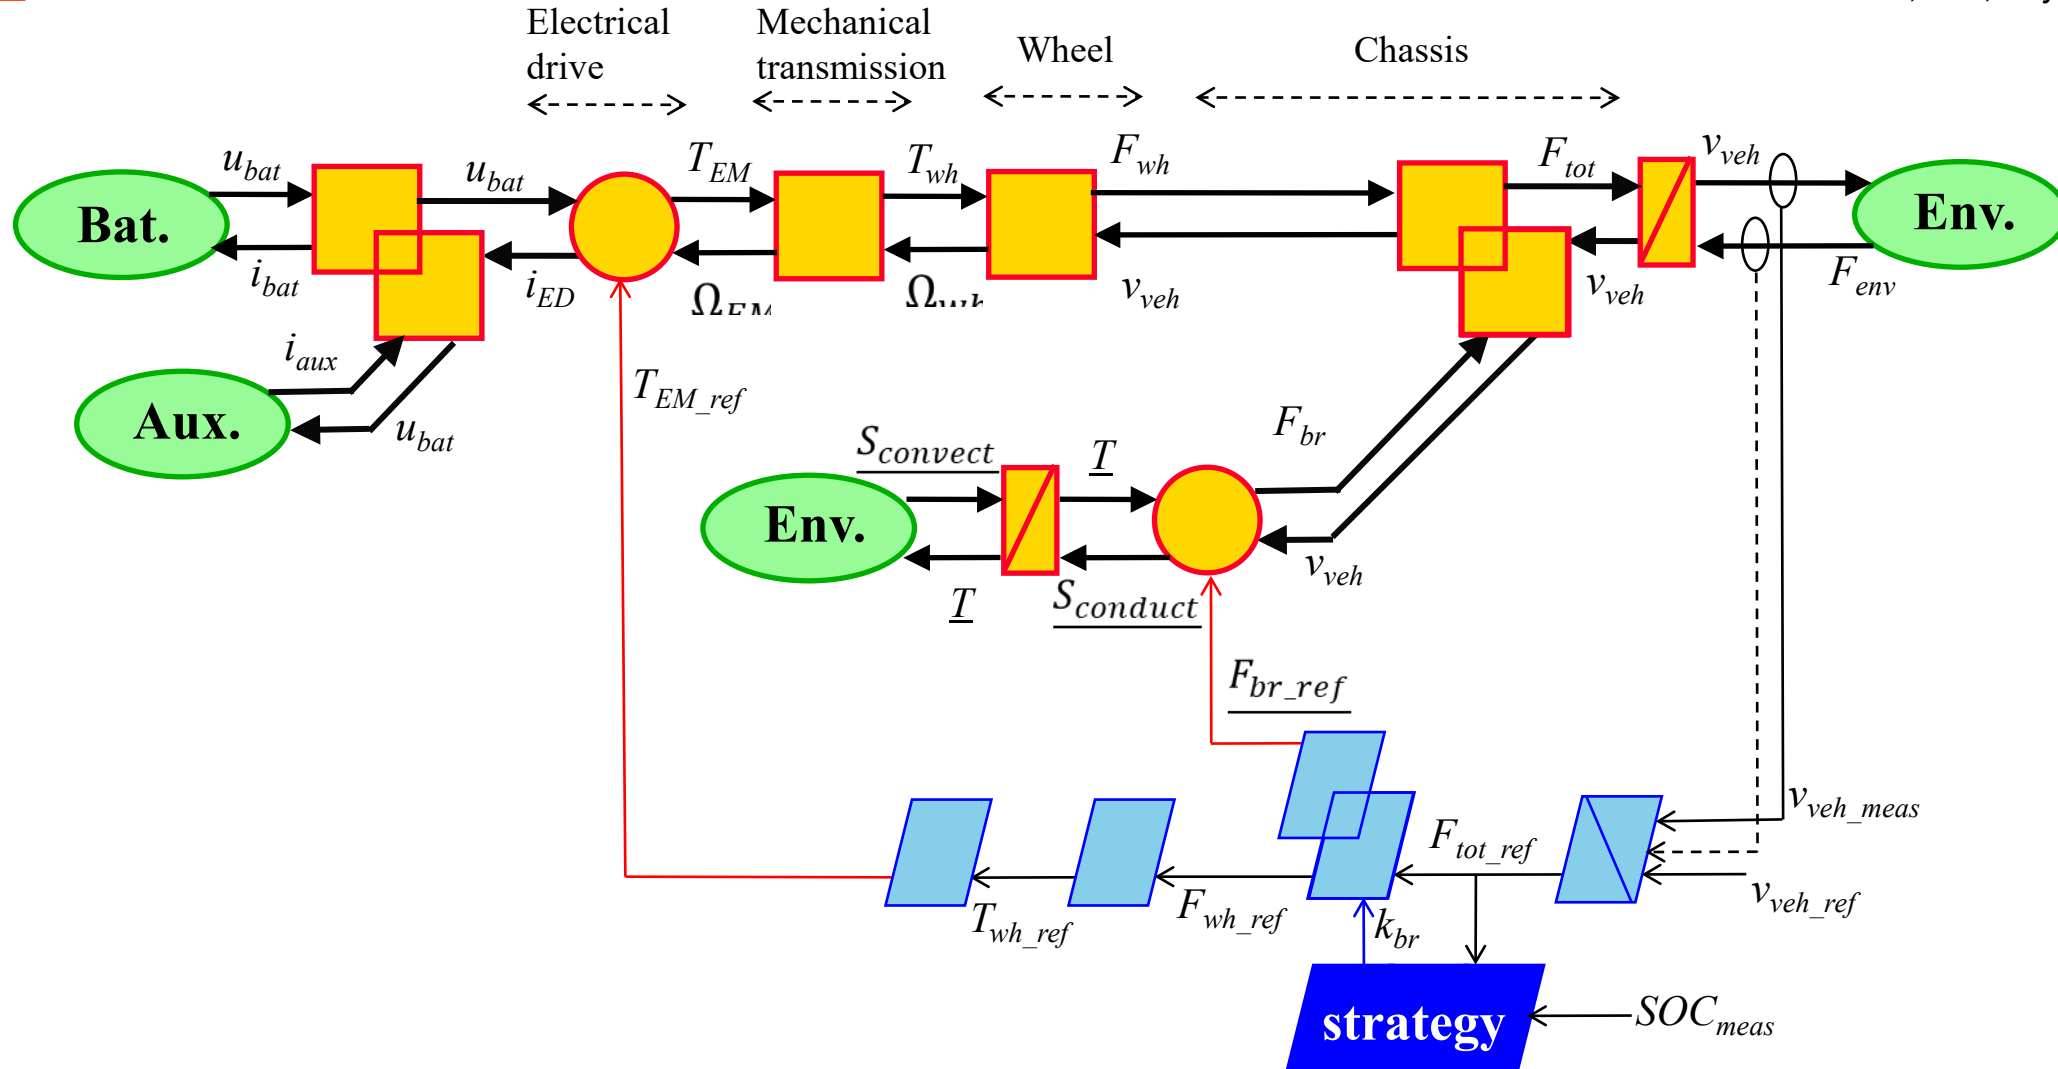 Electrical
drive
Mechanical
transmission
Wheel
Chassis
u_bat
u_bat
T_EM
T_wh
F_wh
F_tot
v_veh
Bat.
Env.
i_bat
i_ED
Ω_EM
Ω_wh
v_veh
v_veh
F_env
i_aux
Aux.
u_bat
T_EM_ref
F_br
S_convect
T
Env.
v_veh
T
S_conduct
F_br_ref
v_veh_meas
F_tot_ref
T_wh_ref
F_wh_ref
k_br
v_veh_ref
strategy
SOC_meas